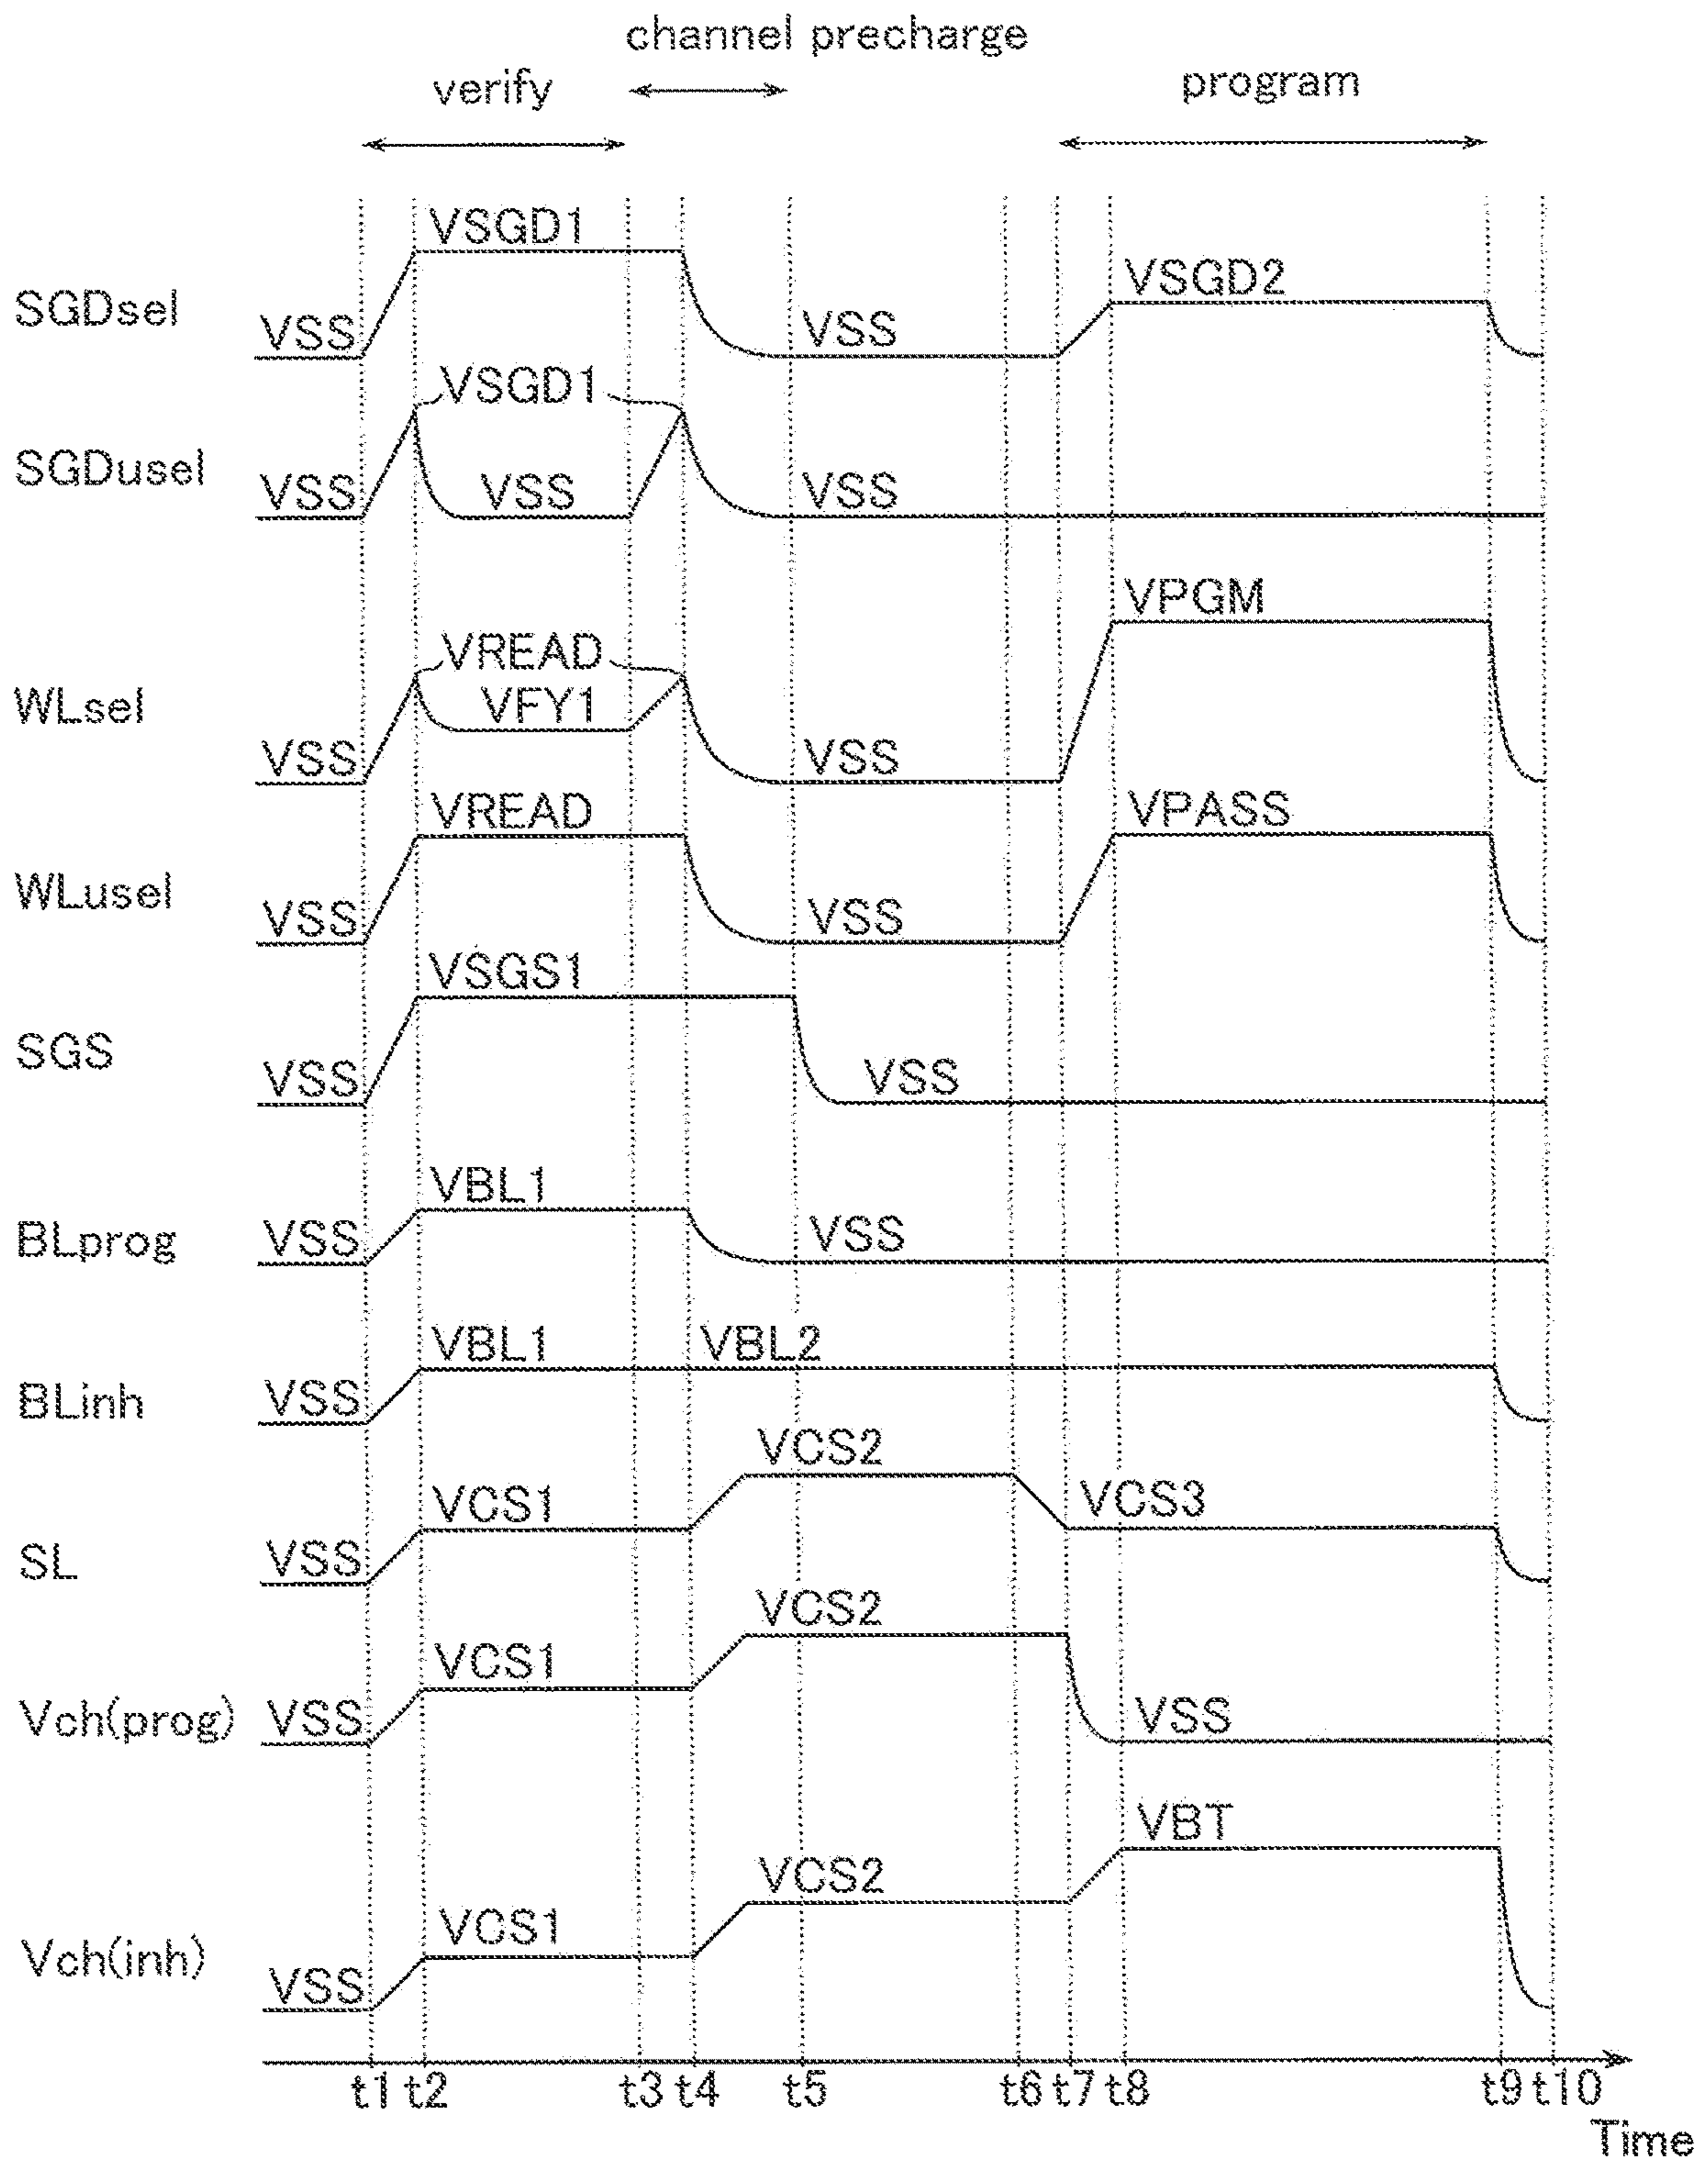 channel precharge
verify
program
VSGD1
VSGD2
SGDsel
VSS
VSS
VSGD1
SGDusel
VSS
VSS
VSS
VPGM
VREAD
WLsel
VFY1
VSS
VSS
VREAD
VPASS
WLusel
VSS
VSS
VSGS1
SGS
VSS
VSS
VBL1
BLprog
VSS
VSS
VBL1
VBL2
BLinh
VSS
VCS2
VCS1
VCS3
SL
VSS
VCS2
VCS1
Vch(prog)
VSS
VSS
VBT
VCS2
VCS1
Vch(inh)
VSS
t1 t2 t3 t4 t5 t6 t7 t8 t9 t10
Time